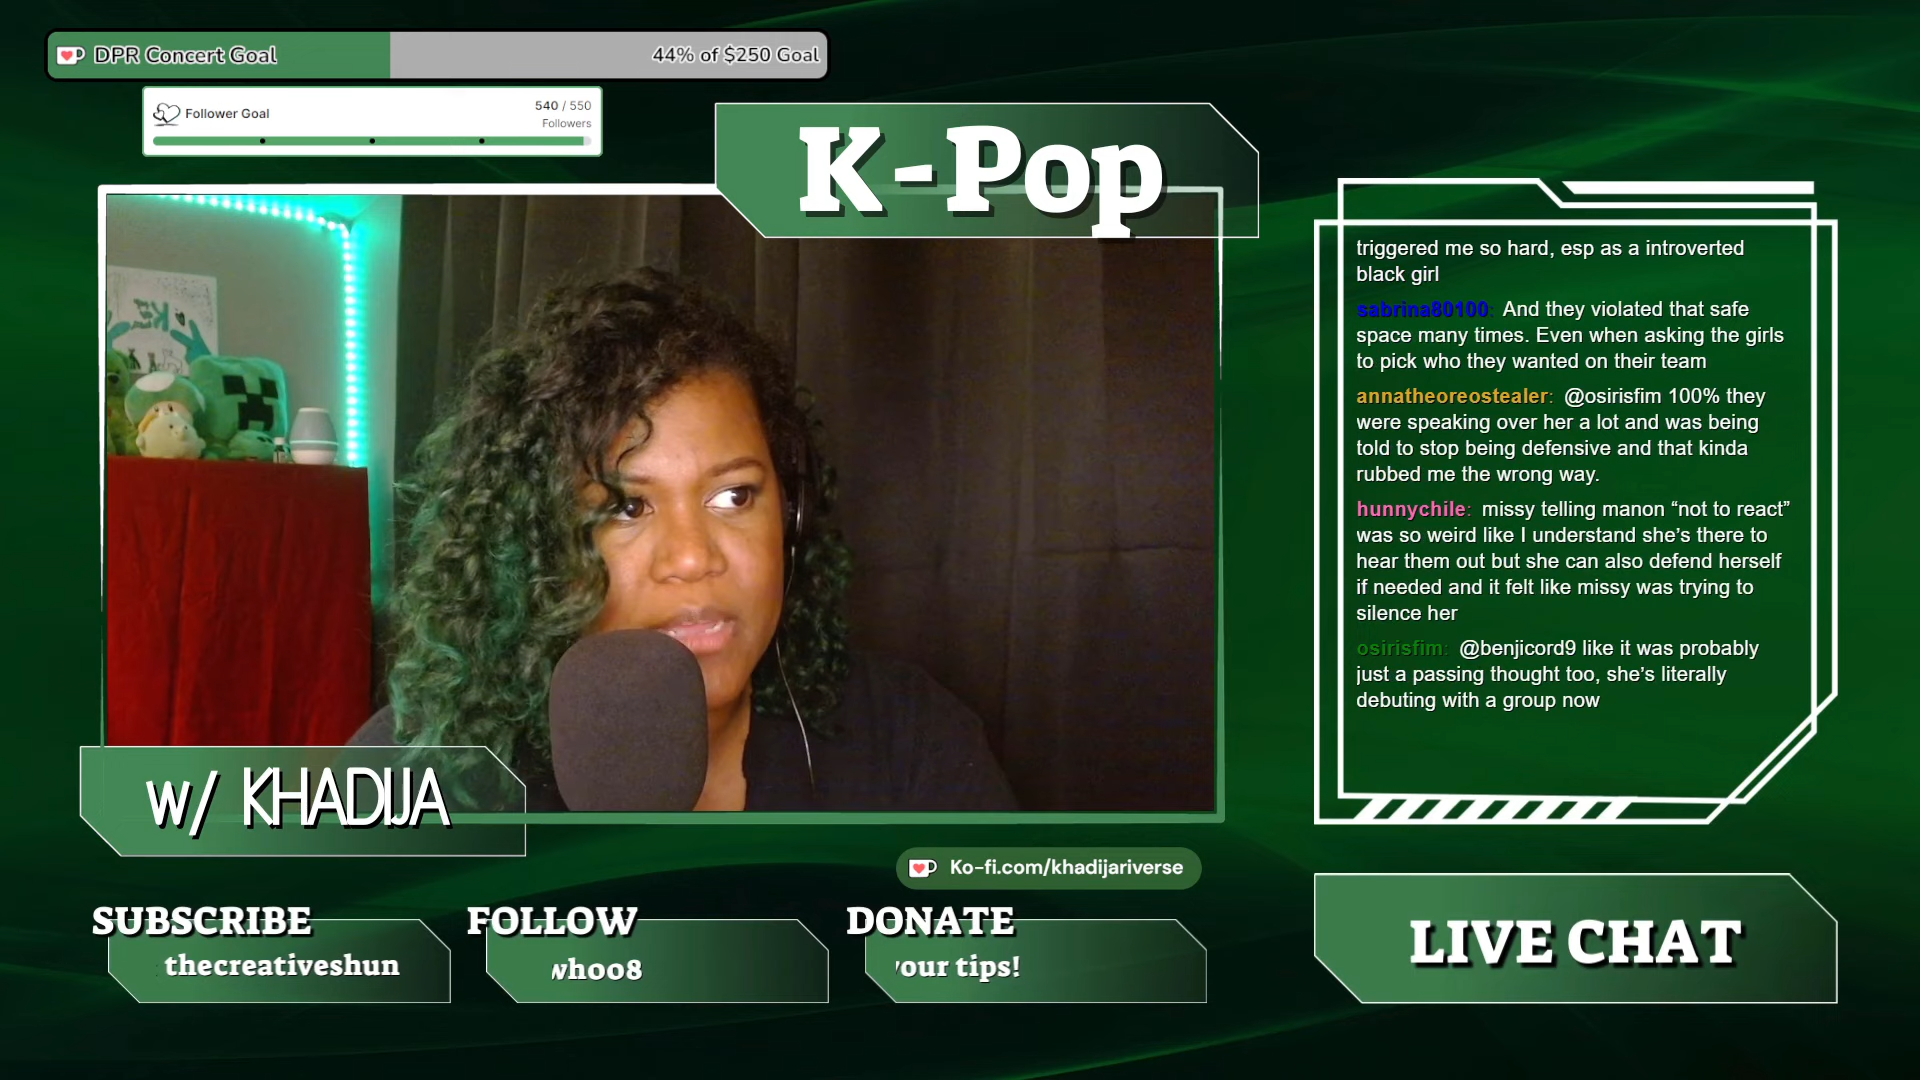 DPR Concert Goal
44% of $250 Goal
Follower Goal
540 / 550
Followers
K-Pop
triggered me so hard, esp as a introverted
black girl
sabrina80100: And they violated that safe
space many times. Even when asking the girls
to pick who they wanted on their team
annatheoreostealer: @osirisfim 100% they
were speaking over her a lot and was being
told to stop being defensive and that kinda
rubbed me the wrong way.
hunnychile: missy telling manon “not to react”
was so weird like I understand she’s there to
hear them out but she can also defend herself
if needed and it felt like missy was trying to
silence her
osirisfim: @benjicord9 like it was probably
just a passing thought too, she’s literally
debuting with a group now
w/ KHADIJA
Ko-fi.com/khadijariverse
SUBSCRIBE
thecreativeshun
FOLLOW
whoo8
DONATE
our tips!
LIVE CHAT